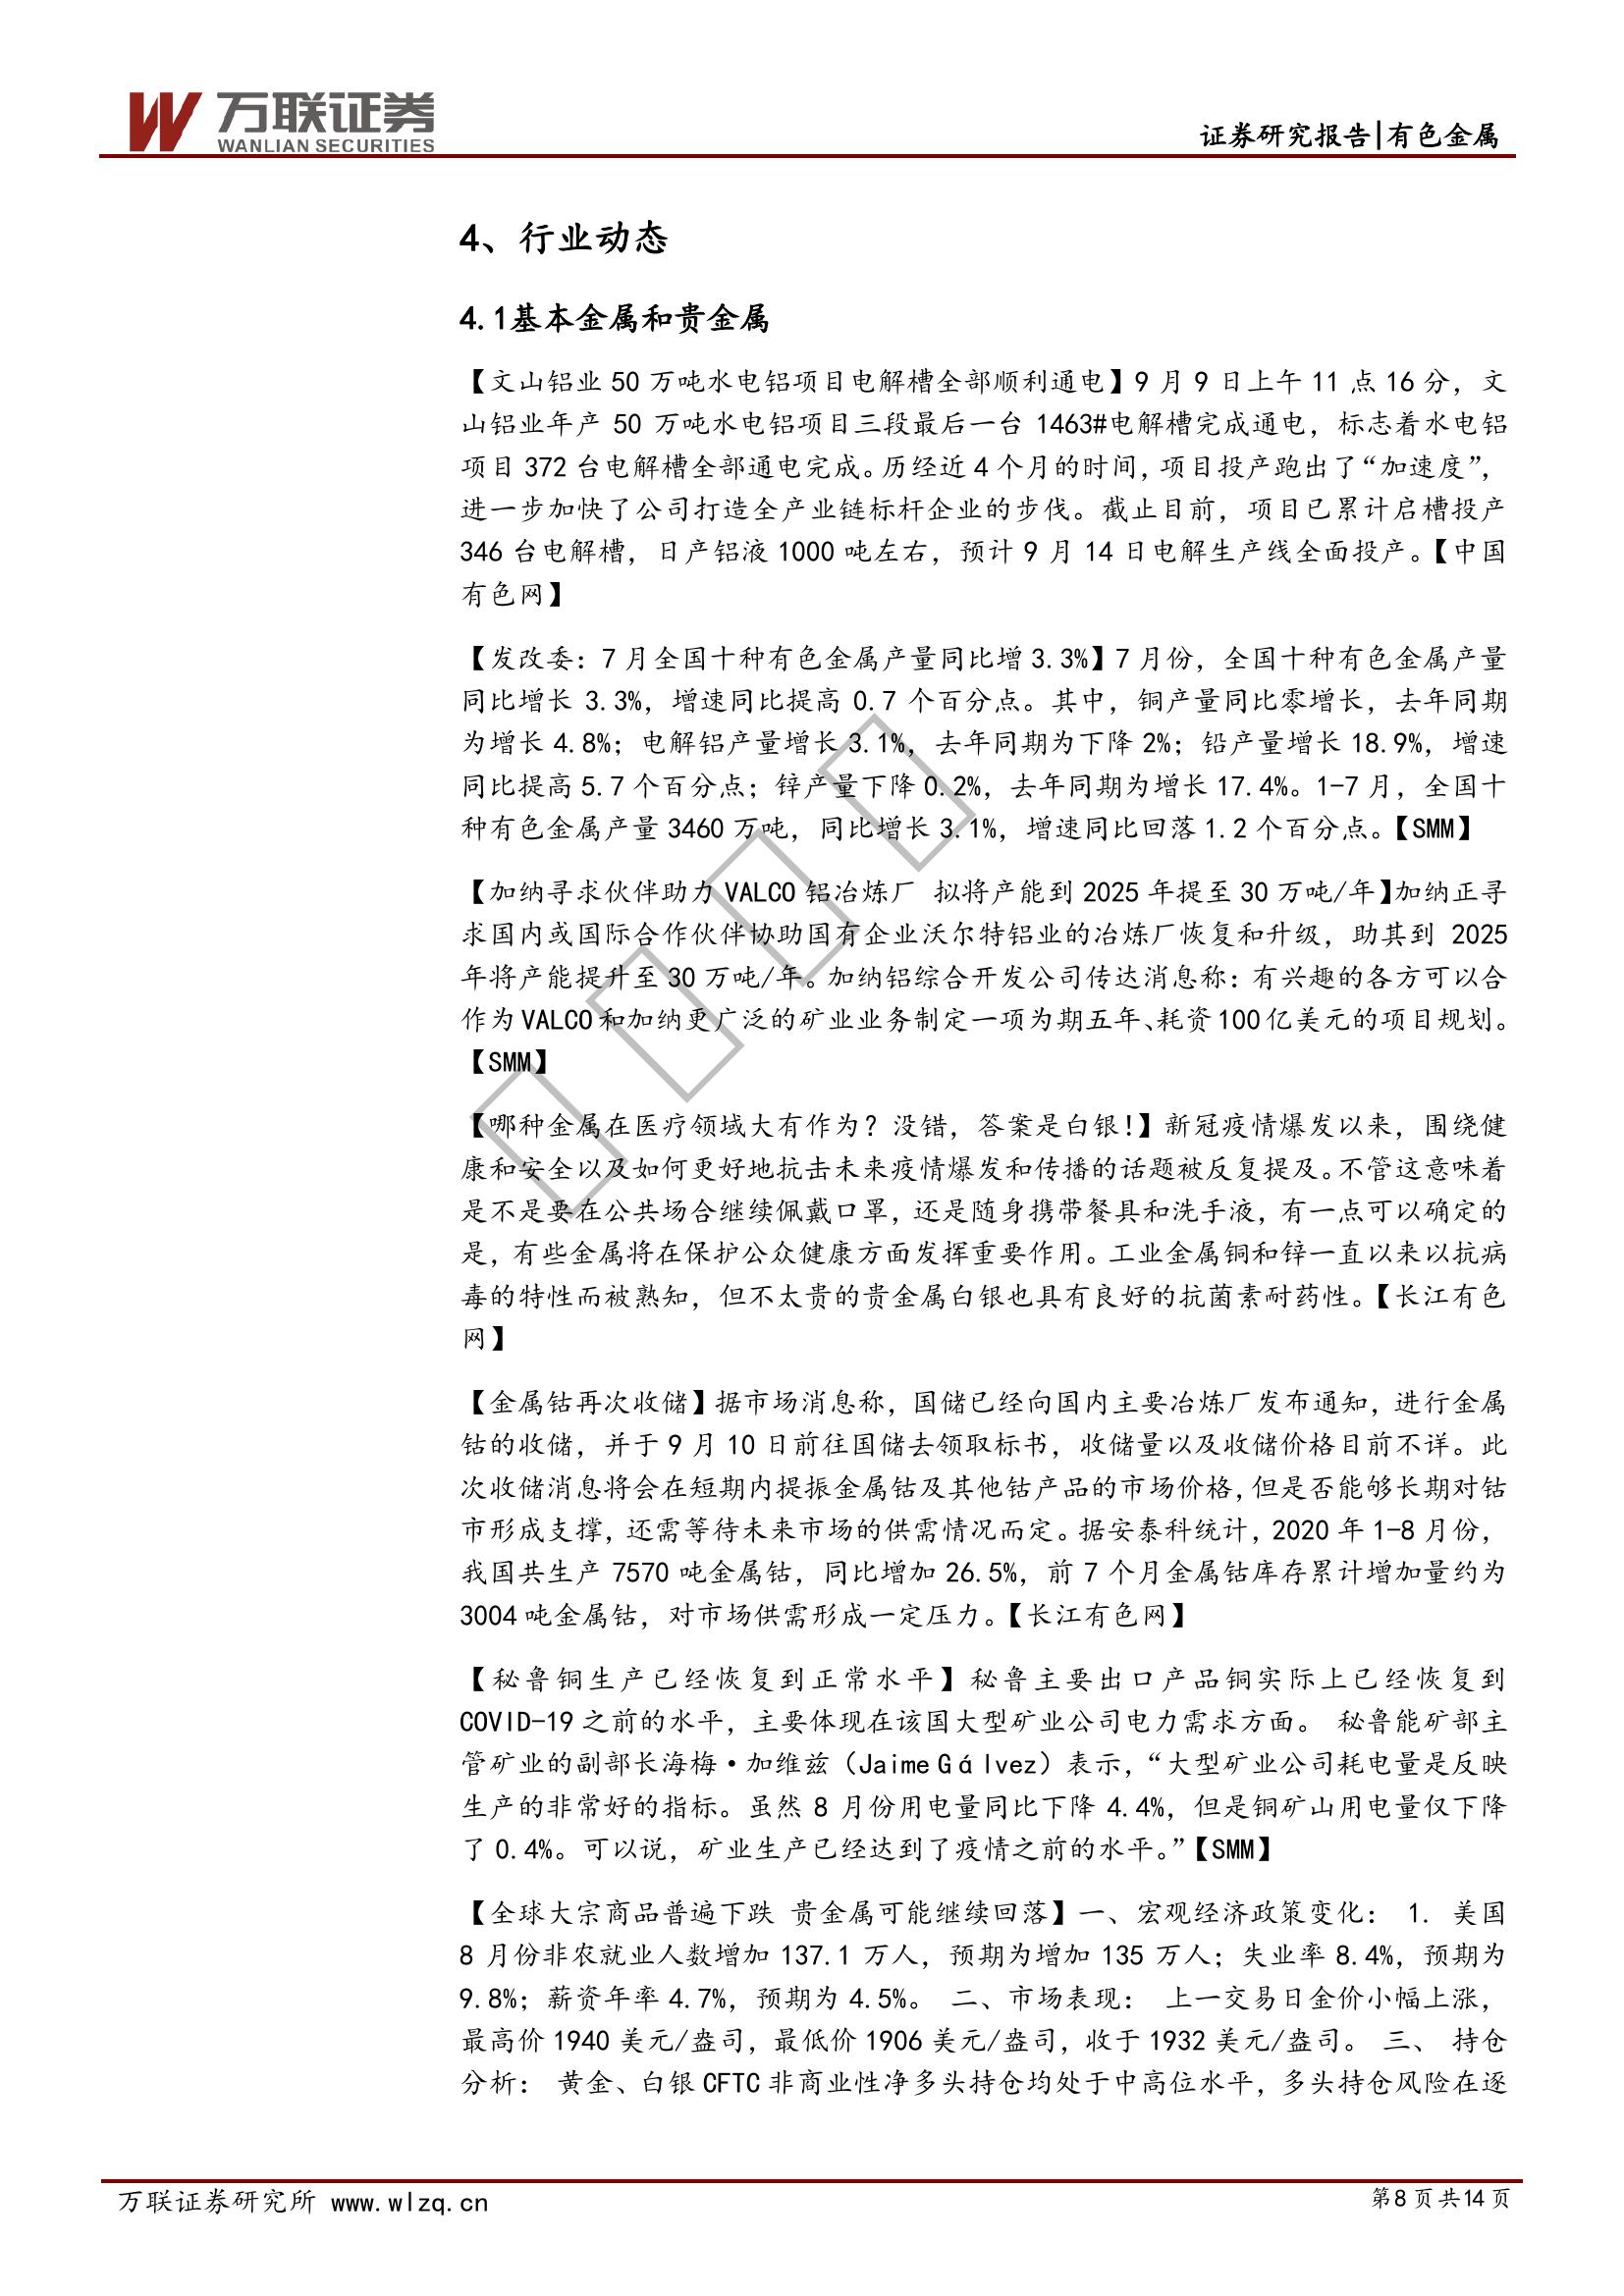 万联证券
WANLIAN SECURITIES
证券研究报告|有色金属
4、行业动态
4.1基本金属和贵金属
【文山铝业 50 万吨水电铝项目电解槽全部顺利通电】9 月 9 日上午 11 点 16 分，文
山铝业年产 50 万吨水电铝项目三段最后一台 1463#电解槽完成通电，标志着水电铝
项目 372 台电解槽全部通电完成。历经近 4 个月的时间，项目投产跑出了“加速度”，
进一步加快了公司打造全产业链标杆企业的步伐。截止目前，项目已累计启槽投产
346 台电解槽，日产铝液 1000 吨左右，预计 9 月 14 日电解生产线全面投产。【中国
有色网】
【发改委：7 月全国十种有色金属产量同比增 3.3%】7 月份，全国十种有色金属产量
同比增长 3.3%，增速同比提高 0.7 个百分点。其中，铜产量同比零增长，去年同期
为增长 4.8%；电解铝产量增长 3.1%，去年同期为下降 2%；铅产量增长 18.9%，增速
同比提高 5.7 个百分点；锌产量下降 0.2%，去年同期为增长 17.4%。1-7 月，全国十
种有色金属产量 3460 万吨，同比增长 3.1%，增速同比回落 1.2 个百分点。【SMM】
【加纳寻求伙伴助力 VALCO 铝冶炼厂 拟将产能到 2025 年提至 30 万吨/年】加纳正寻
求国内或国际合作伙伴协助国有企业沃尔特铝业的冶炼厂恢复和升级，助其到 2025
年将产能提升至 30 万吨/年。加纳铝综合开发公司传达消息称：有兴趣的各方可以合
作为 VALCO 和加纳更广泛的矿业业务制定一项为期五年、耗资 100 亿美元的项目规划。
【SMM】
【哪种金属在医疗领域大有作为？没错，答案是白银！】新冠疫情爆发以来，围绕健
康和安全以及如何更好地抗击未来疫情爆发和传播的话题被反复提及。不管这意味着
是不是要在公共场合继续佩戴口罩，还是随身携带餐具和洗手液，有一点可以确定的
是，有些金属将在保护公众健康方面发挥重要作用。工业金属铜和锌一直以来以抗病
毒的特性而被熟知，但不太贵的贵金属白银也具有良好的抗菌素耐药性。【长江有色
网】
【金属钴再次收储】据市场消息称，国储已经向国内主要冶炼厂发布通知，进行金属
钴的收储，并于 9 月 10 日前往国储去领取标书，收储量以及收储价格目前不详。此
次收储消息将会在短期内提振金属钴及其他钴产品的市场价格，但是否能够长期对钴
市形成支撑，还需等待未来市场的供需情况而定。据安泰科统计，2020 年 1-8 月份，
我国共生产 7570 吨金属钴，同比增加 26.5%，前 7 个月金属钴库存累计增加量约为
3004 吨金属钴，对市场供需形成一定压力。【长江有色网】
【秘鲁铜生产已经恢复到正常水平】秘鲁主要出口产品铜实际上已经恢复到
COVID-19 之前的水平，主要体现在该国大型矿业公司电力需求方面。 秘鲁能矿部主
管矿业的副部长海梅·加维兹（Jaime Gálvez）表示，“大型矿业公司耗电量是反映
生产的非常好的指标。虽然 8 月份用电量同比下降 4.4%，但是铜矿山用电量仅下降
了 0.4%。可以说，矿业生产已经达到了疫情之前的水平。”【SMM】
【全球大宗商品普遍下跌 贵金属可能继续回落】一、宏观经济政策变化： 1. 美国
8 月份非农就业人数增加 137.1 万人，预期为增加 135 万人；失业率 8.4%，预期为
9.8%；薪资年率 4.7%，预期为 4.5%。 二、市场表现： 上一交易日金价小幅上涨，
最高价 1940 美元/盎司，最低价 1906 美元/盎司，收于 1932 美元/盎司。 三、 持仓
分析： 黄金、白银 CFTC 非商业性净多头持仓均处于中高位水平，多头持仓风险在逐
万联证券研究所 www.wlzq.cn
第8 页 共14 页